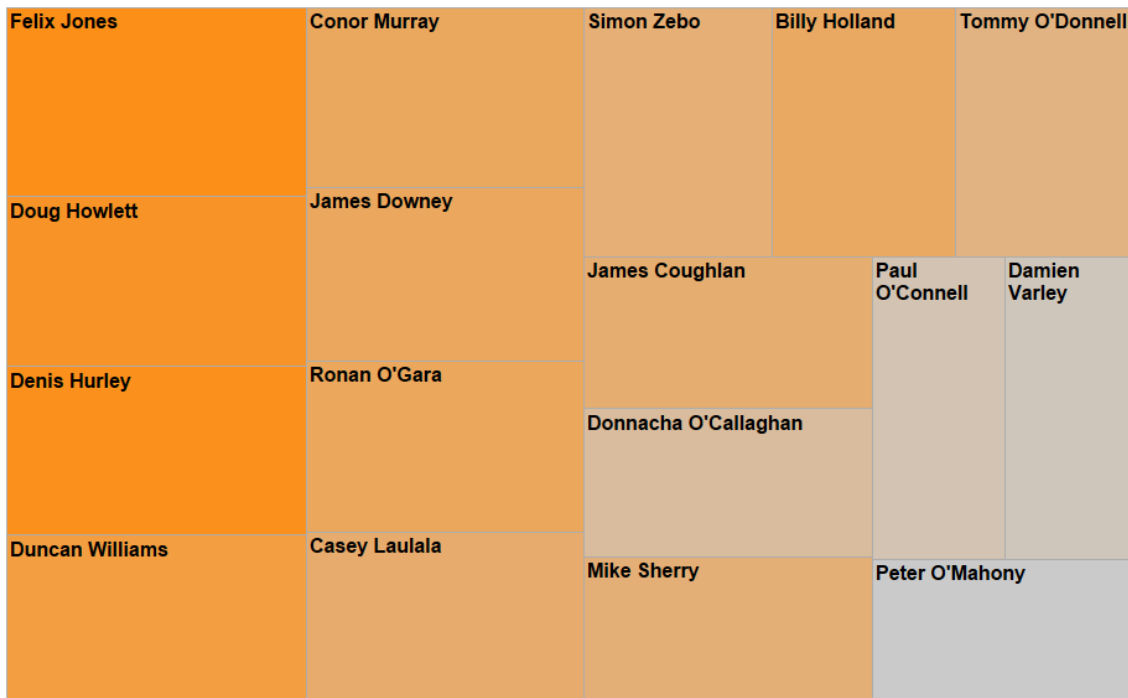 Felix Jones
Doug Howlett
Denis Hurley
Duncan Williams
Conor Murray
James Downey
Ronan O'Gara
Casey Laulala
Simon Zebo
Billy Holland
Tommy O'Donnell
James Coughlan
Donnacha O'Callaghan
Mike Sherry
Paul
O'Connell
Damien
Varley
Peter O'Mahony